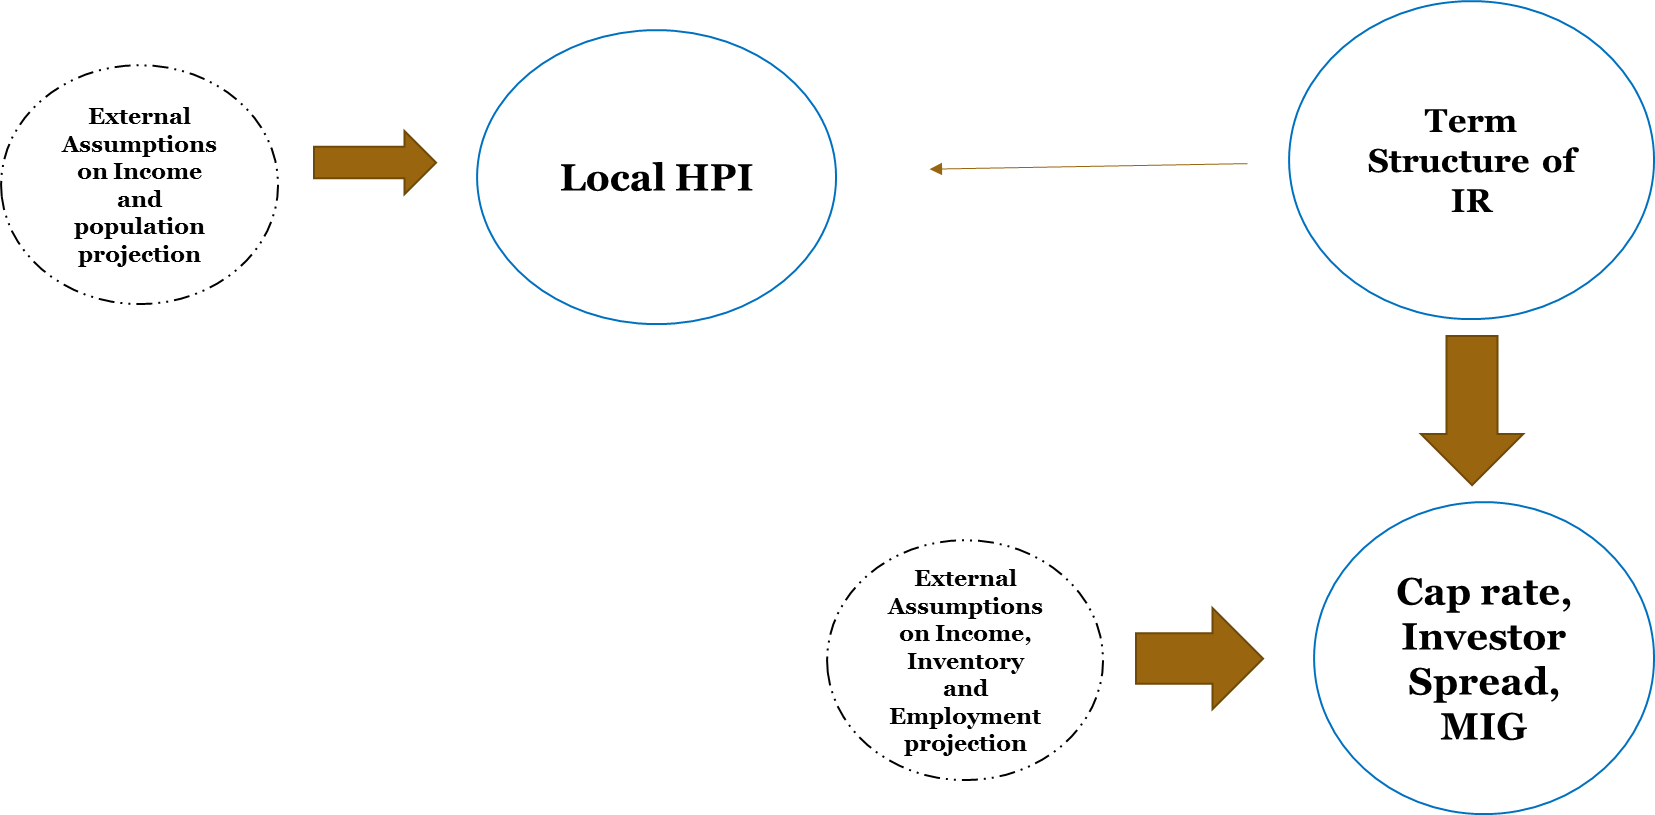 External
Assumptions
on Income
and
population
projection
Local HPI
Term
Structure of
IR
External
Assumptions
on Income,
Inventory
and
Employment
projection
Cap rate,
Investor
Spread,
MIG